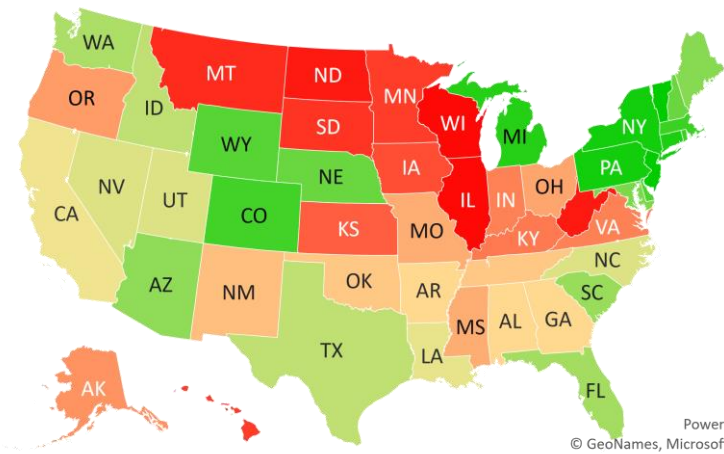 WA
MT
ND
MN
OR
ID
SD
WI
MI
NY
WY
IA
PA
NE
NV
UT
CO
IL
IN
OH
CA
KS
MO
KY
VA
AZ
NM
OK
AR
NC
SC
MS
AL
GA
TX
LA
AK
FL
Power
© GeoNames, Microsof